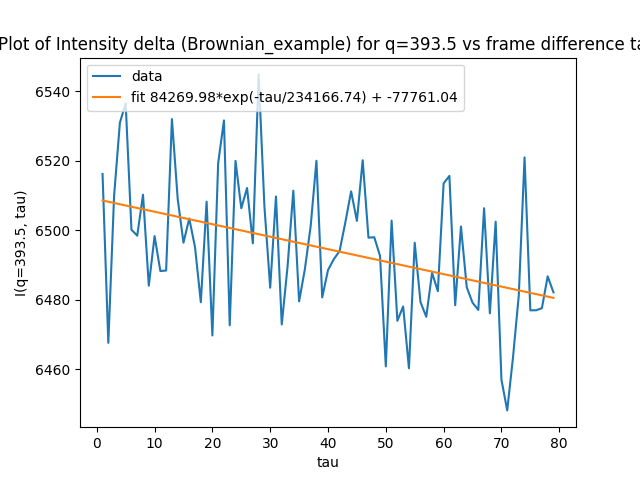 Plot of Intensity delta (Brownian_example) for q=393.5 vs frame difference ta
data
fit 84269.98*exp(-tau/234166.74) + -77761.04
I(q=393.5, tau)
6540
6520
6500
6480
6460
0 10 20 30 40 50 60 70 80
tau